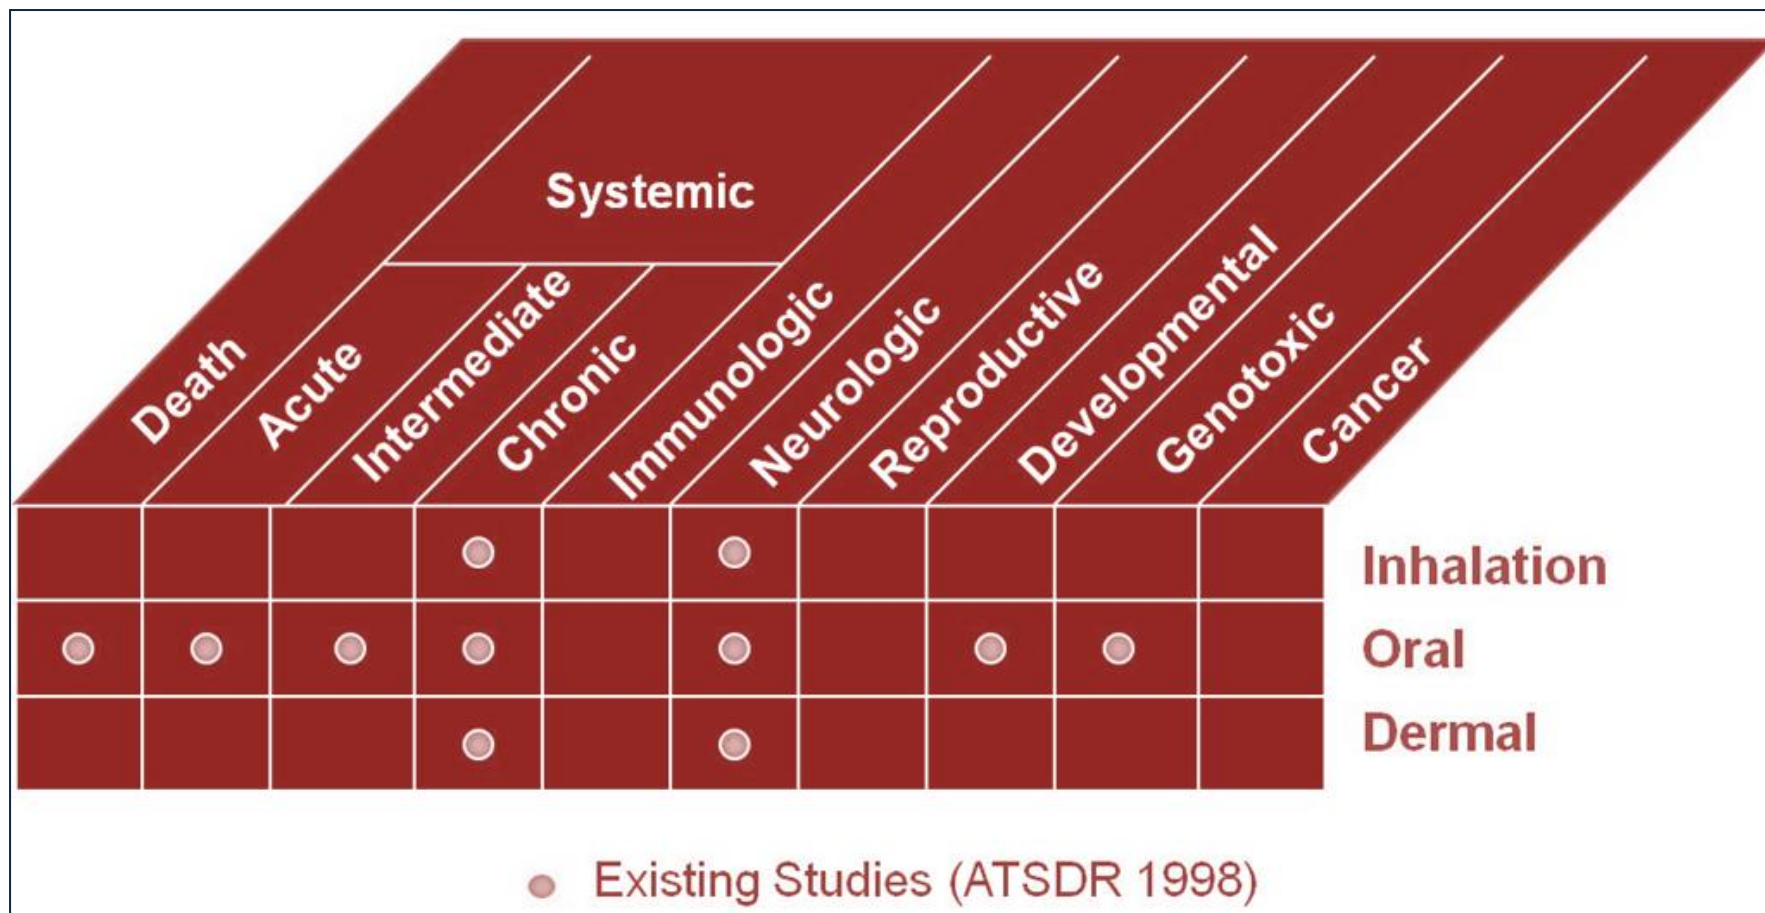 Systemic
Death
Acute
Intermediate
Chronic
Immunologic
Neurologic
Reproductive
Developmental
Genotoxic
Cancer
Inhalation
Oral
Dermal
Existing Studies (ATSDR 1998)